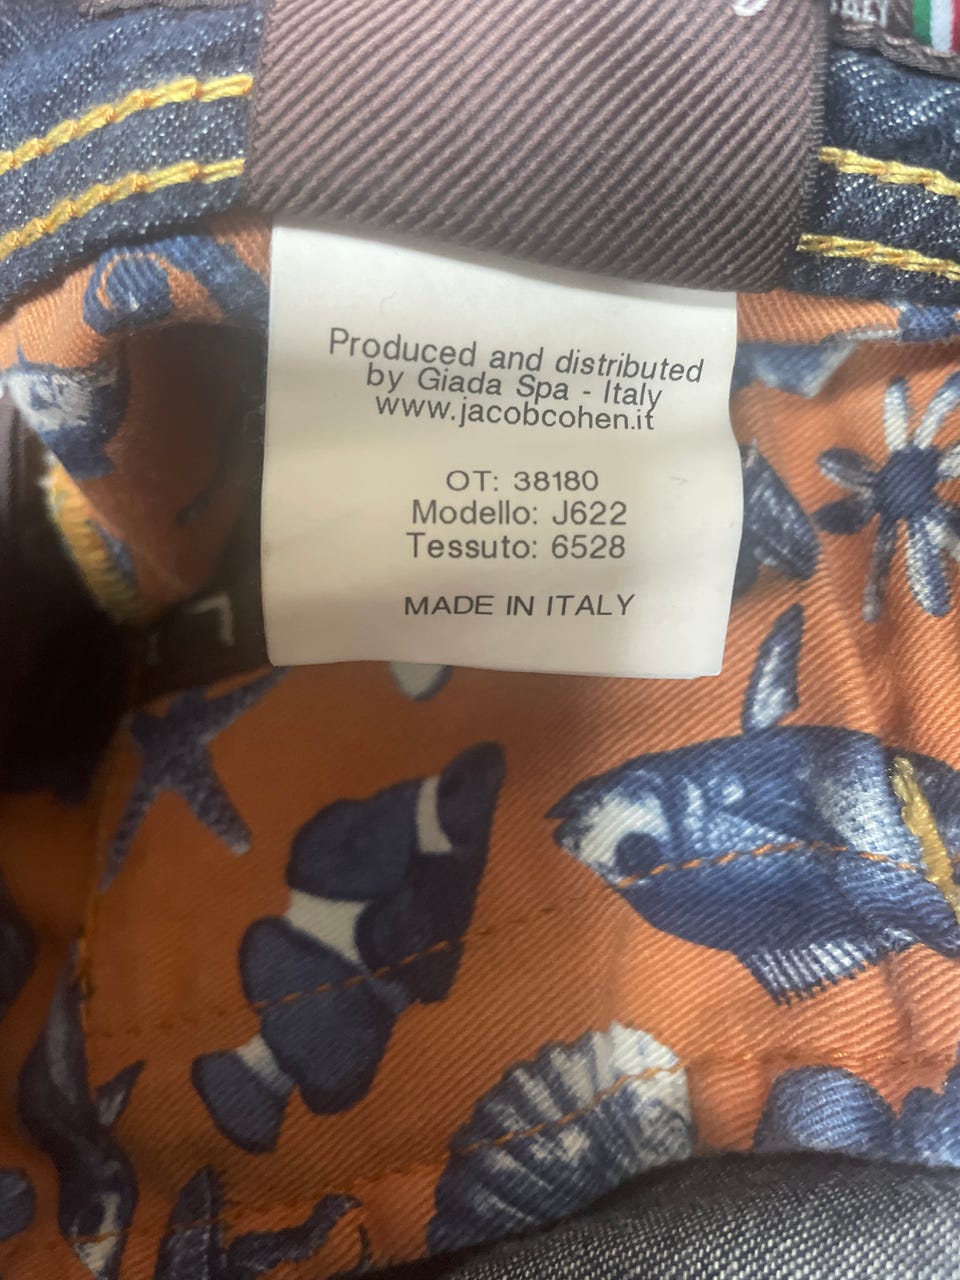 ITALY
Produced and distributed
by Giada Spa - Italy
www.jacobcohen.it
OT: 38180
Modello: J622
Tessuto: 6528
MADE IN ITALY